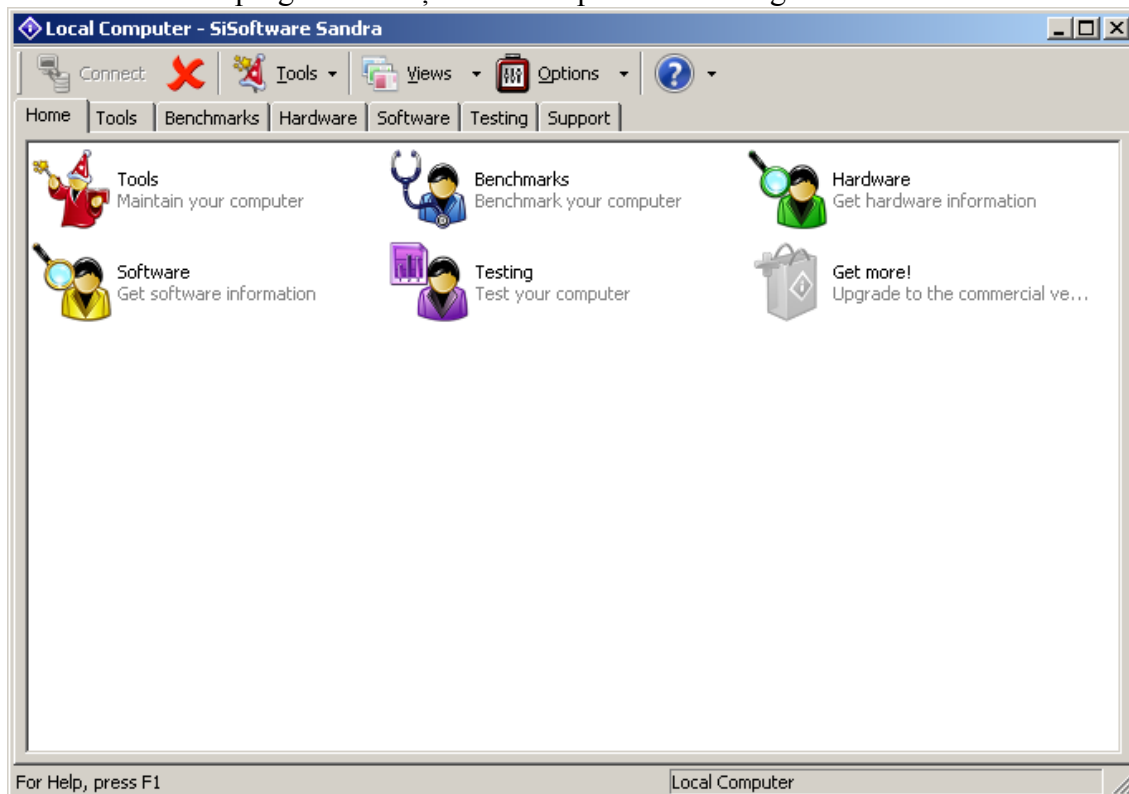 Local Computer - SiSoftware Sandra
Connect Tools Views Options
Home Tools Benchmarks Hardware Software Testing Support
Tools
Maintain your computer
Benchmarks
Benchmark your computer
Hardware
Get hardware information
Software
Get software information
Testing
Test your computer
Get more!
Upgrade to the commercial ve...
For Help, press F1
Local Computer